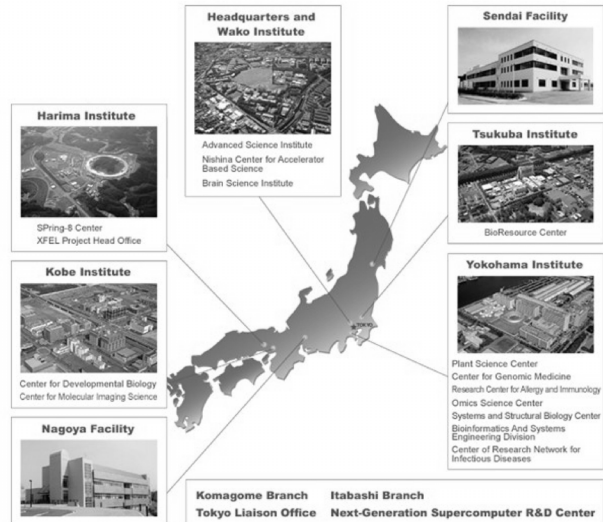 Headquarters and
Wako Institute
Advanced Science Institute
Nishina Center for Accelerator
Based Science
Brain Science Institute
Sendai Facility
Harima Institute
SPring-8 Center
XFEL Project Head Office
Tsukuba Institute
BioResource Center
Kobe Institute
Center for Developmental Biology
Center for Molecular Imaging Science
Yokohama Institute
Plant Science Center
Center for Genomic Medicine
Research Center for Allergy and Immunology
Omics Science Center
Systems and Structural Biology Center
Bioinformatics And Systems
Engineering Division
Center of Research Network for
Infectious Diseases
TOKYO
Nagoya Facility
Komagome Branch Itabashi Branch
Tokyo Liaison Office Next-Generation Supercomputer R&D Center